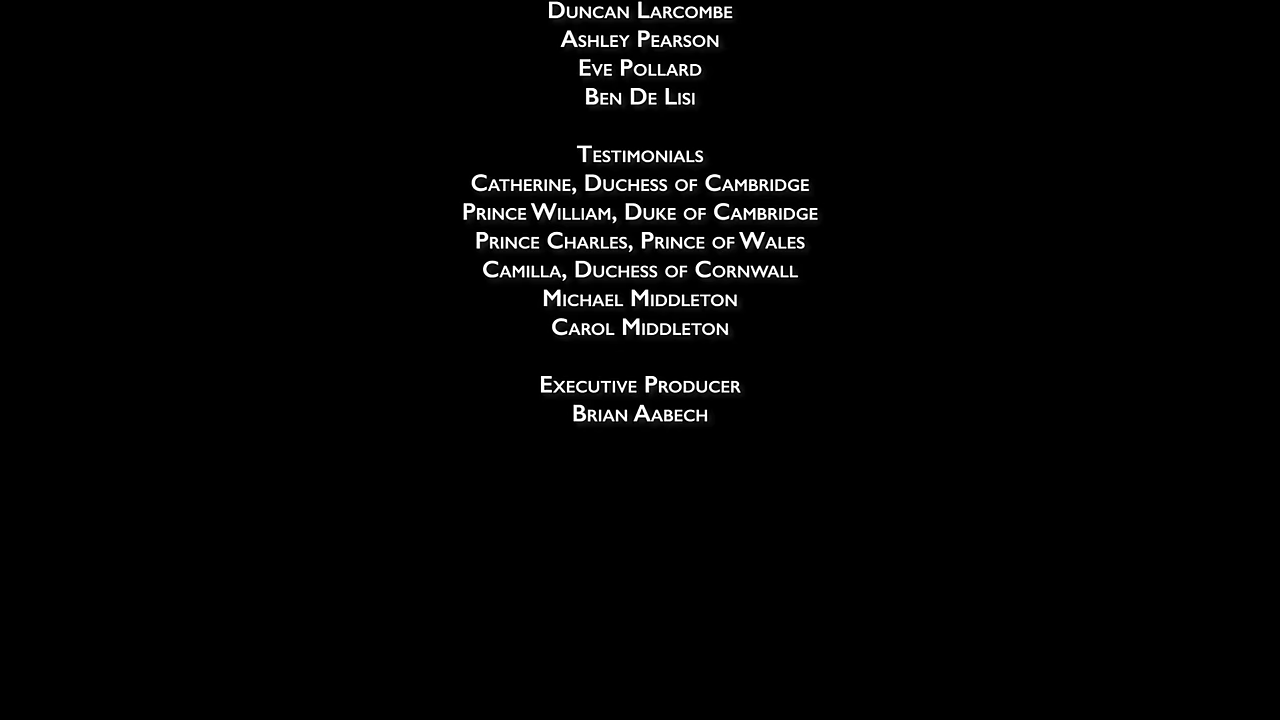 Duncan Larcombe
Ashley Pearson
Eve Pollard
Ben De Lisi
Testimonials
Catherine, Duchess of Cambridge
Prince William, Duke of Cambridge
Prince Charles, Prince of Wales
Camilla, Duchess of Cornwall
Michael Middleton
Carol Middleton
Executive Producer
Brian Aabech